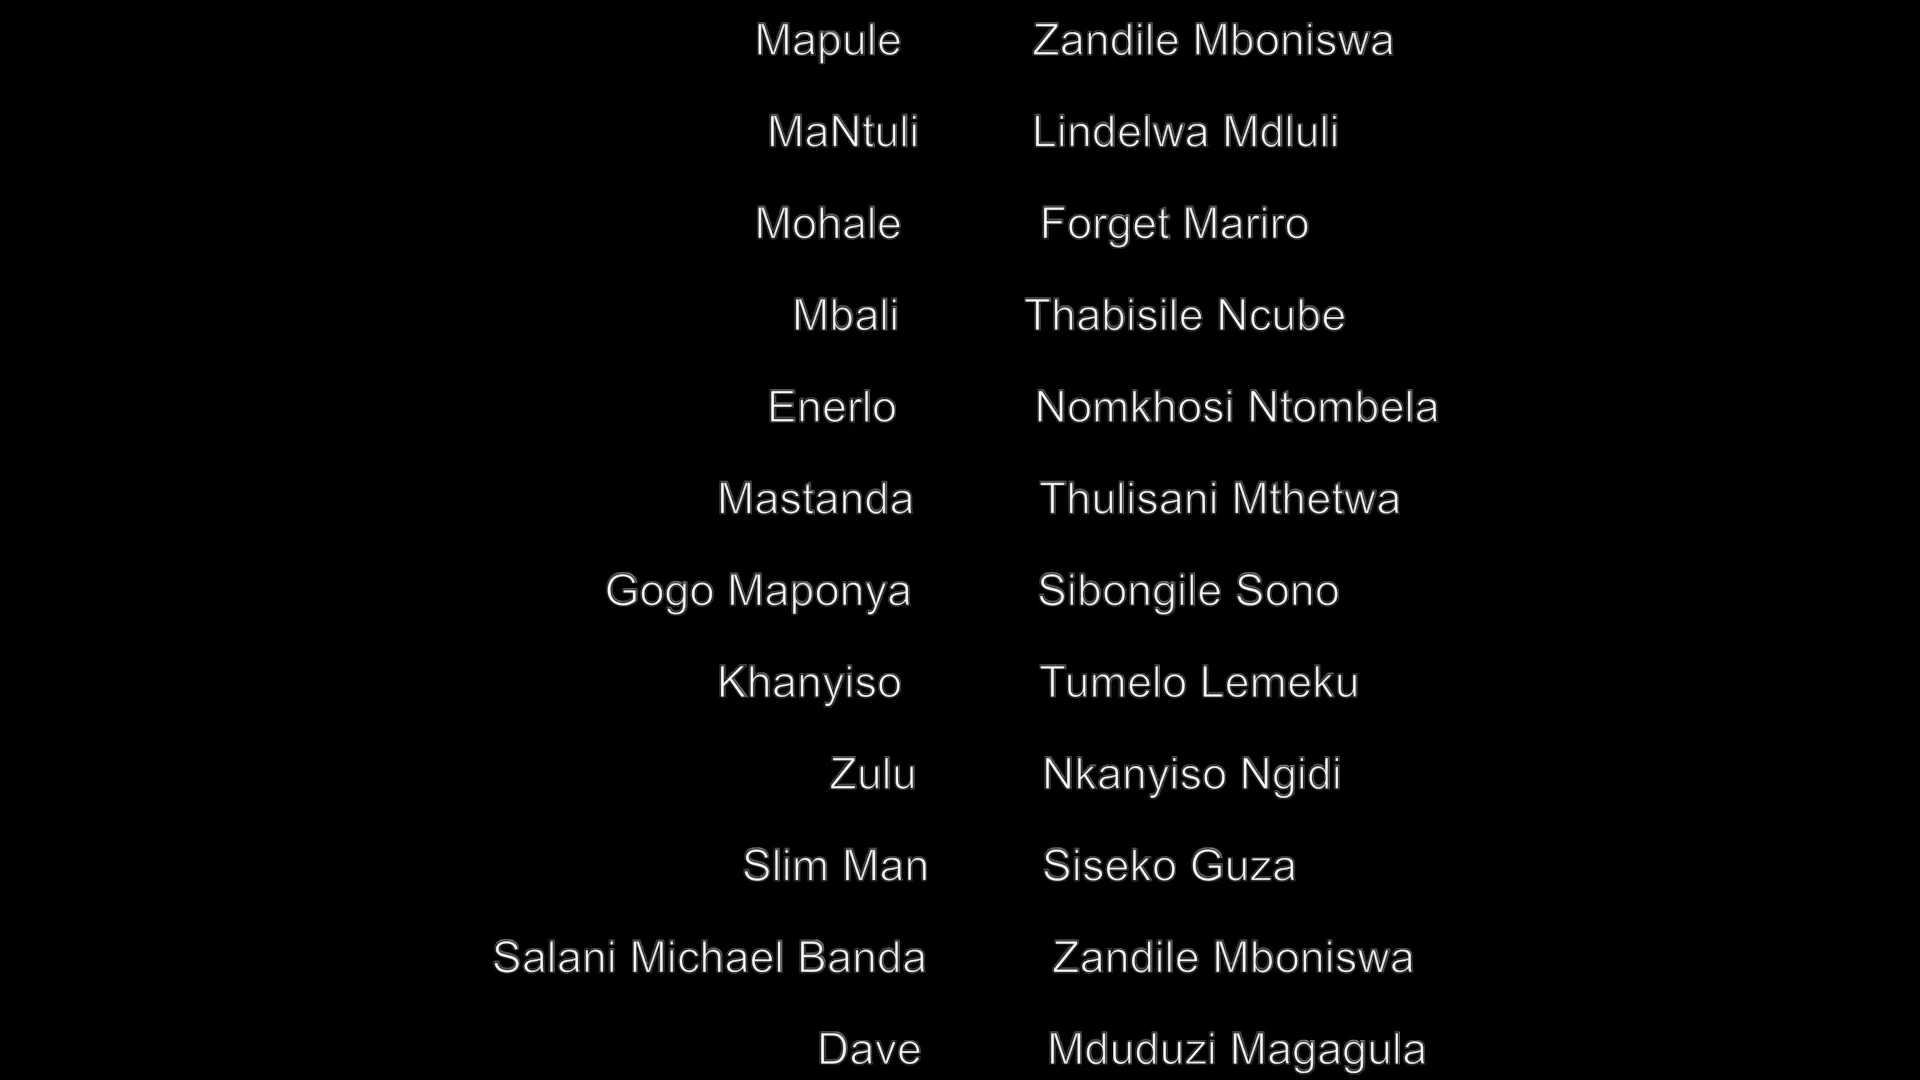 Mapule Zandile Mboniswa
MaNtuli Lindelwa Mdluli
Mohale Forget Mariro
Mbali Thabisile Ncube
Enerlo Nomkhosi Ntombela
Mastanda Thulisani Mthetwa
Gogo Maponya Sibongile Sono
Khanyiso Tumelo Lemeku
Zulu Nkanyiso Ngidi
Slim Man Siseko Guza
Salani Michael Banda Zandile Mboniswa
Dave Mduduzi Magagula